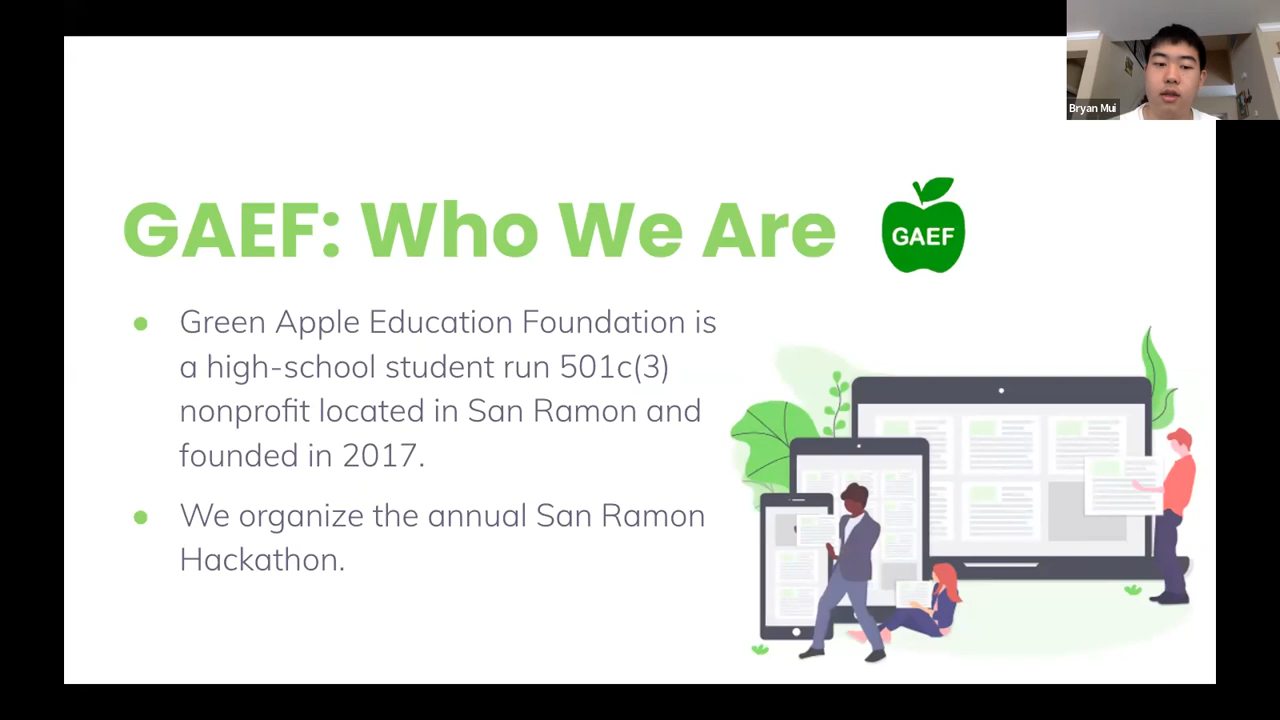 Bryan Mui
GAEF: Who We Are
GAEF
Green Apple Education Foundation is
a high-school student run 501c(3)
nonprofit located in San Ramon and
founded in 2017.
We organize the annual San Ramon
Hackathon.